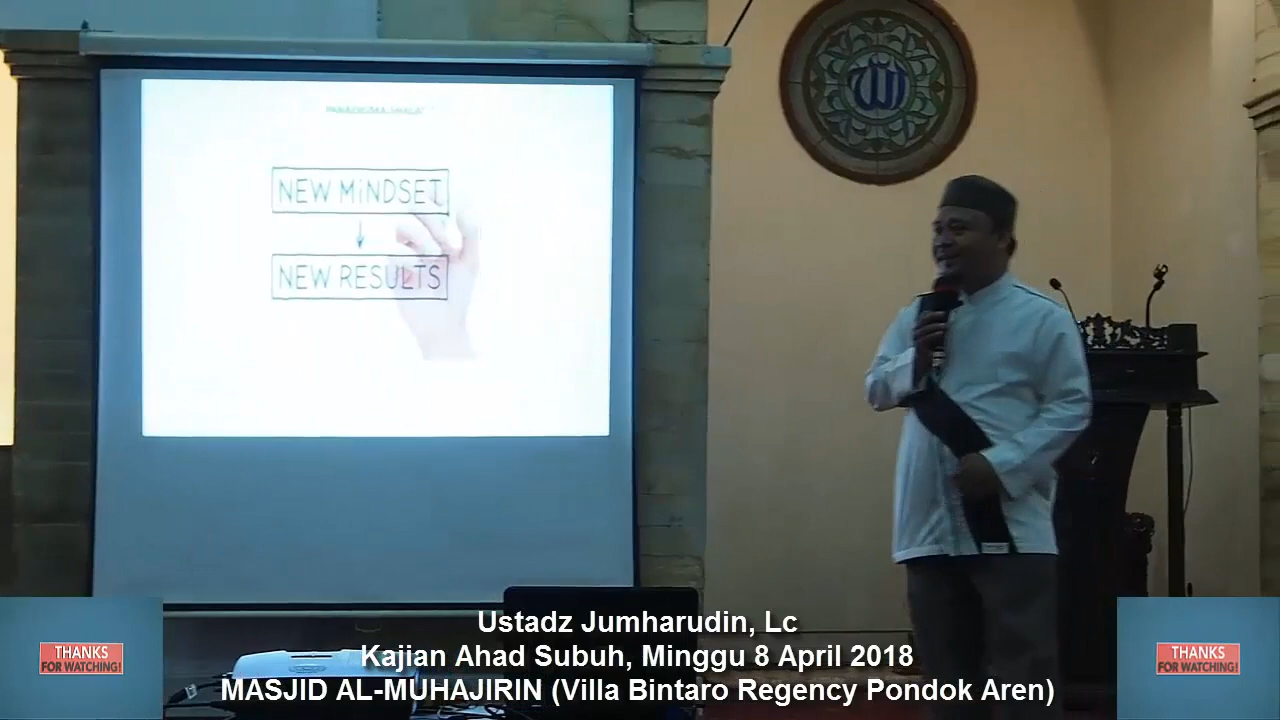 NEW MiNDSET
NEW RESULTS
الله
Ustadz Jumharudin, Lc
Kajian Ahad Subuh, Minggu 8 April 2018
MASJID AL-MUHAJIRIN (Villa Bintaro Regency Pondok Aren)
THANKS
FOR WATCHING!
THANKS
FOR WATCHING!